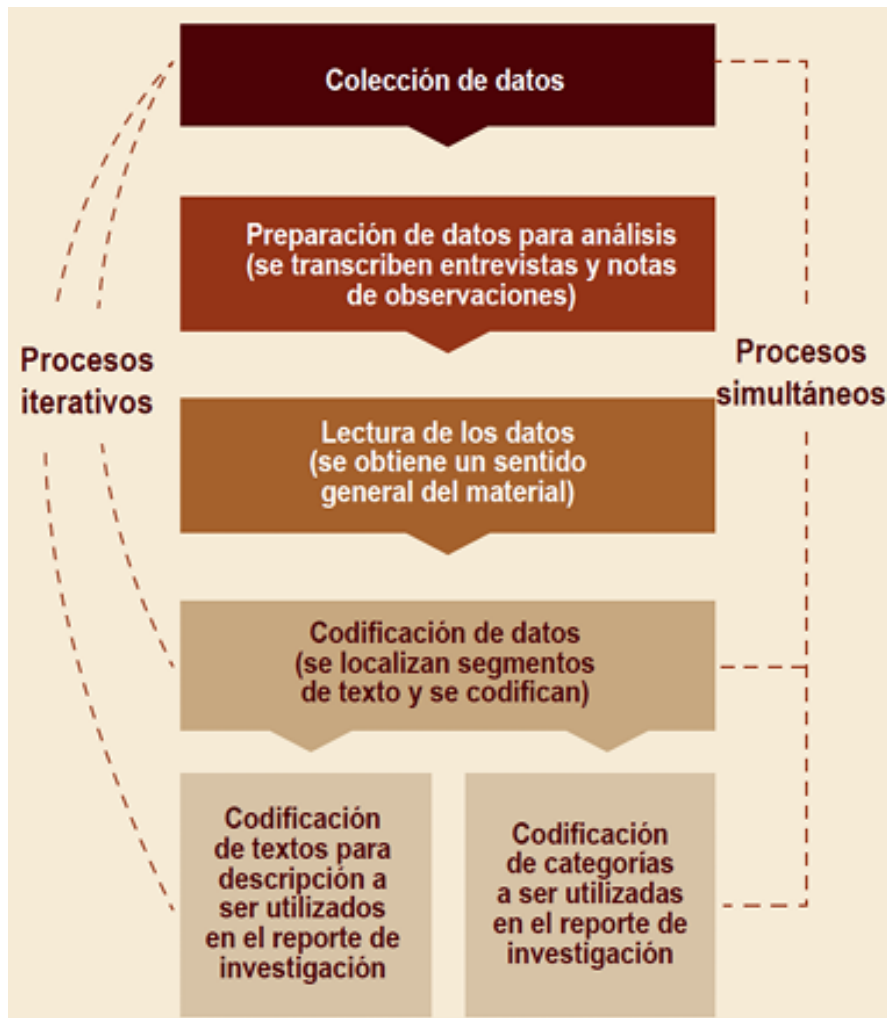 Colección de datos
Preparación de datos para análisis
(se transcriben entrevistas y notas
de observaciones)
Procesos
iterativos
Procesos
simultáneos
Lectura de los datos
(se obtiene un sentido
general del material)
Codificación de datos
(se localizan segmentos
de texto y se codifican)
Codificación
de textos para
descripción a
ser utilizados
en el reporte de
investigación
Codificación
de categorías
a ser utilizadas
en el reporte de
investigación